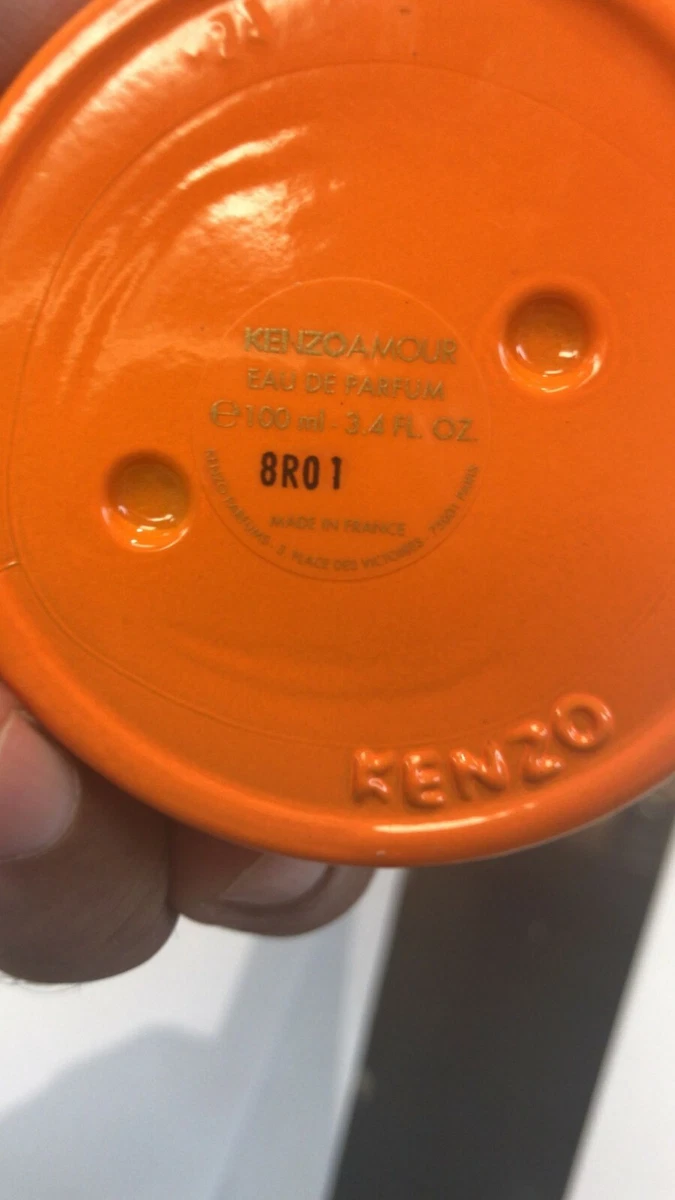 KENZOAMOUR
EAU DE PARFUM
℮100 ml - 3.4 FL. OZ.
8R01
MADE IN FRANCE
KENZO PARFUMS - 3, PLACE DES VICTOIRES - 75001 PARIS
KENZO